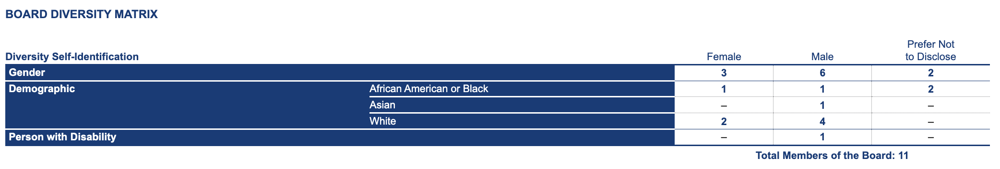 BOARD DIVERSITY MATRIX
Prefer Not
Diversity Self-Identification Female Male to Disclose
Gender 3 6 2
Demographic African American or Black 1 1 2
Asian – 1 –
White 2 4 –
Person with Disability – 1 –
Total Members of the Board: 11